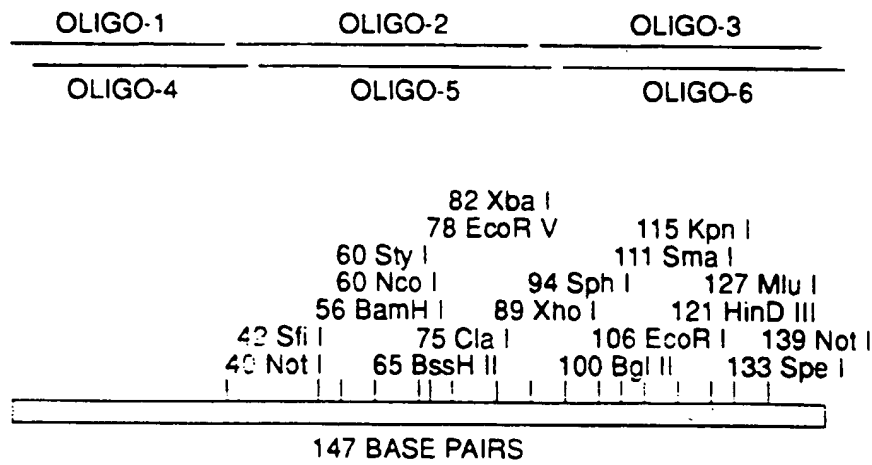 OLIGO-1 OLIGO-2 OLIGO-3
OLIGO-4 OLIGO-5 OLIGO-6
82 Xba I
78 EcoR V 115 Kpn I
60 Sty I 111 Sma I
60 Nco I 94 Sph I 127 Mlu I
56 BamH I 89 Xho I 121 HinD III
42 Sfi I 75 Cla I 106 EcoR I 139 Not I
40 Not I 65 BssH II 100 Bgl II 133 Spe I
147 BASE PAIRS